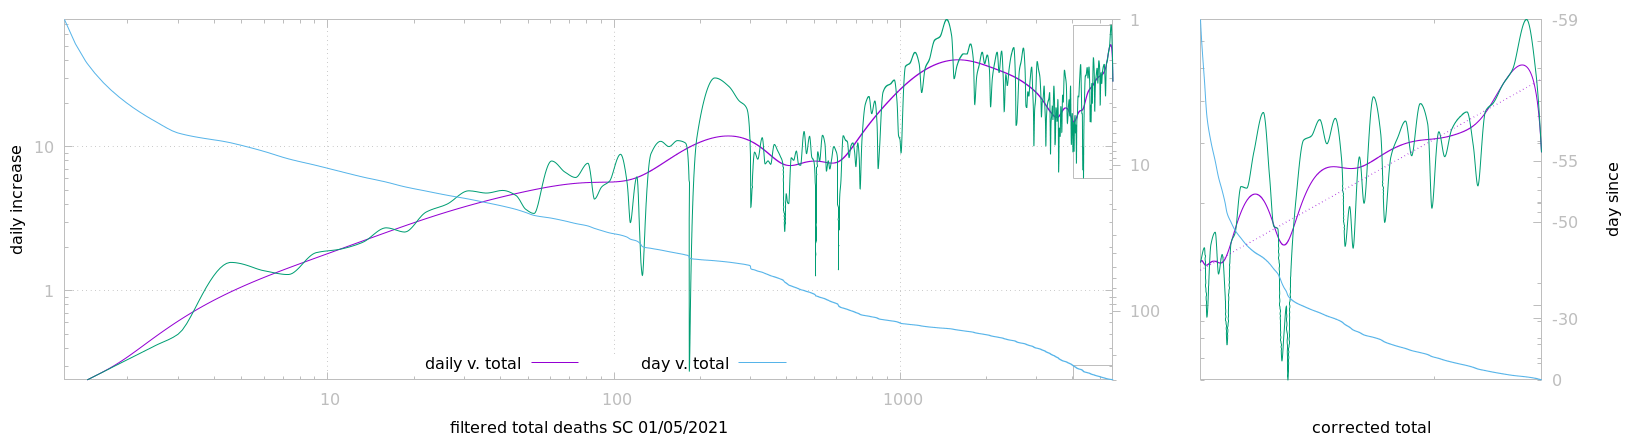 daily increase
10
1
1
10
100
daily v. total
day v. total
10
100
1000
filtered total deaths SC 01/05/2021
-59
-55
-50
-30
0
day since
corrected total